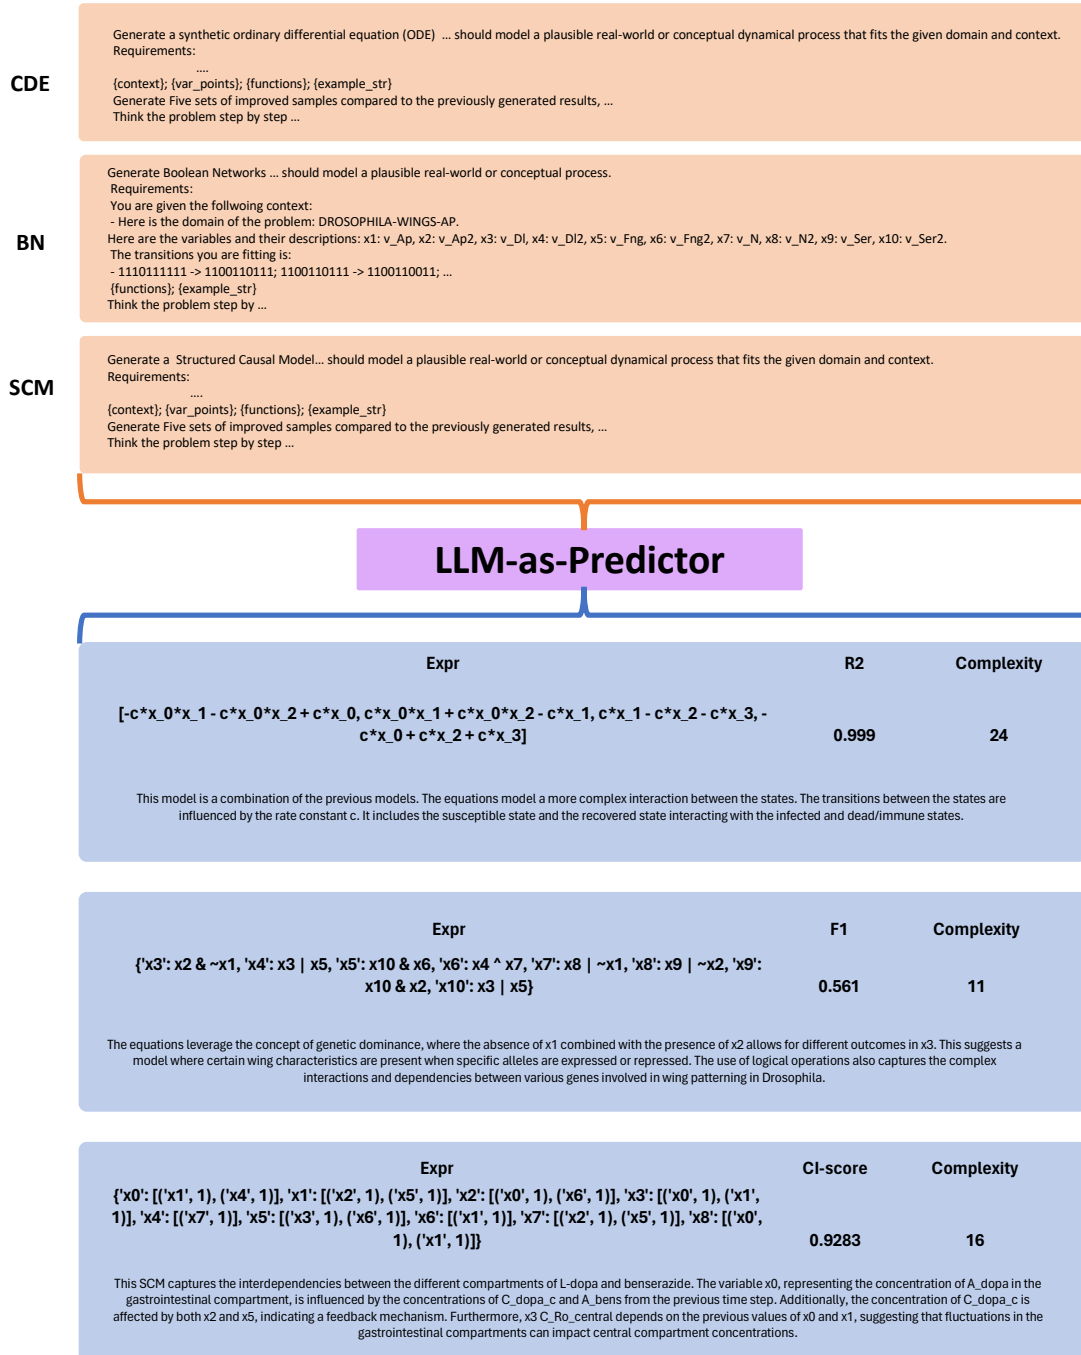 Generate a synthetic ordinary differential equation (ODE) ... should model a plausible real-world or conceptual dynamical process that fits the given domain and context.
Requirements:
....
CDE
{context}; {var_points}; {functions}; {example_str}
Generate Five sets of improved samples compared to the previously generated results, ...
Think the problem step by step ...
Generate Boolean Networks ... should model a plausible real-world or conceptual process.
Requirements:
You are given the follwoing context:
- Here is the domain of the problem: DROSOPHILA-WINGS-AP.
BN
Here are the variables and their descriptions: x1: v_Ap, x2: v_Ap2, x3: v_Dl, x4: v_Dl2, x5: v_Fng, x6: v_Fng2, x7: v_N, x8: v_N2, x9: v_Ser, x10: v_Ser2.
The transitions you are fitting is:
- 1110111111 -> 1100110111; 1100110111 -> 1100110011; ...
{functions}; {example_str}
Think the problem step by ...
Generate a Structured Causal Model... should model a plausible real-world or conceptual dynamical process that fits the given domain and context.
Requirements:
SCM
....
{context}; {var_points}; {functions}; {example_str}
Generate Five sets of improved samples compared to the previously generated results, ...
Think the problem step by step ...
LLM-as-Predictor
Expr R2 Complexity
[-c*x_0*x_1 - c*x_0*x_2 + c*x_0, c*x_0*x_1 + c*x_0*x_2 - c*x_1, c*x_1 - c*x_2 - c*x_3, -
c*x_0 + c*x_2 + c*x_3] 0.999 24
This model is a combination of the previous models. The equations model a more complex interaction between the states. The transitions between the states are
influenced by the rate constant c. It includes the susceptible state and the recovered state interacting with the infected and dead/immune states.
Expr F1 Complexity
{'x3': x2 & ~x1, 'x4': x3 | x5, 'x5': x10 & x6, 'x6': x4 ^ x7, 'x7': x8 | ~x1, 'x8': x9 | ~x2, 'x9':
x10 & x2, 'x10': x3 | x5} 0.561 11
The equations leverage the concept of genetic dominance, where the absence of x1 combined with the presence of x2 allows for different outcomes in x3. This suggests a
model where certain wing characteristics are present when specific alleles are expressed or repressed. The use of logical operations also captures the complex
interactions and dependencies between various genes involved in wing patterning in Drosophila.
Expr CI-score Complexity
{'x0': [('x1', 1), ('x4', 1)], 'x1': [('x2', 1), ('x5', 1)], 'x2': [('x0', 1), ('x6', 1)], 'x3': [('x0', 1), ('x1',
1)], 'x4': [('x7', 1)], 'x5': [('x3', 1), ('x6', 1)], 'x6': [('x1', 1)], 'x7': [('x2', 1), ('x5', 1)], 'x8': [('x0',
1), ('x1', 1)]} 0.9283 16
This SCM captures the interdependencies between the different compartments of L-dopa and benserazide. The variable x0, representing the concentration of A_dopa in the
gastrointestinal compartment, is influenced by the concentrations of C_dopa_c and A_bens from the previous time step. Additionally, the concentration of C_dopa_c is
affected by both x2 and x5, indicating a feedback mechanism. Furthermore, x3 C_Ro_central depends on the previous values of x0 and x1, suggesting that fluctuations in the
gastrointestinal compartments can impact central compartment concentrations.